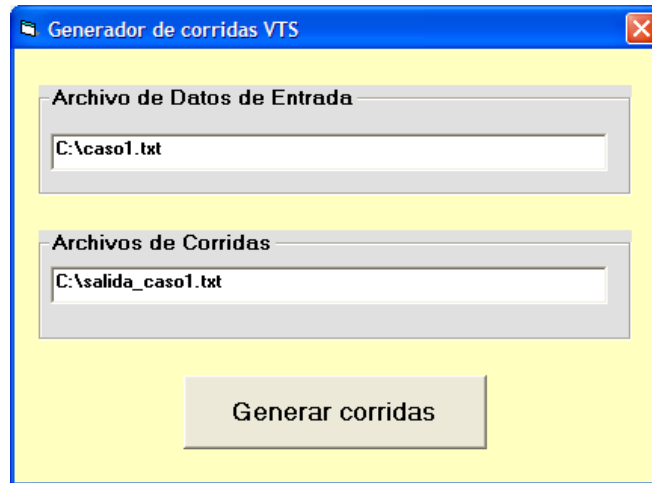 Generador de corridas VTS
Archivo de Datos de Entrada
C:\caso1.txt
Archivos de Corridas
C:\salida_caso1.txt
Generar corridas